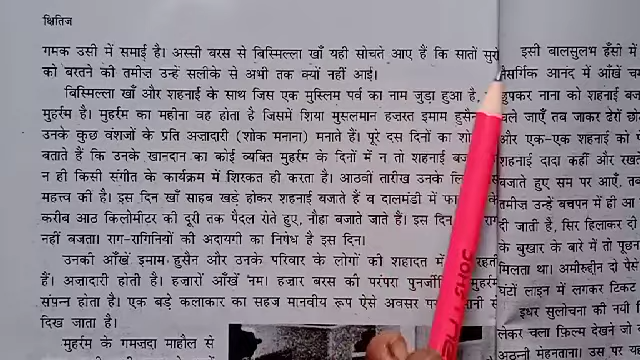 क्षितिज
गमक उसी में समाई है। अस्सी बरस से बिस्मिल्ला खाँ यही सोचते आए हैं कि सातों सुरों
को बरतने की तमीज उन्हें सलीके से अभी तक क्यों नहीं आई।
बिस्मिल्ला खाँ और शहनाई के साथ जिस एक मुस्लिम पर्व का नाम जुड़ा हुआ है,
मुहर्रम है। मुहर्रम का महीना वह होता है जिसमें शिया मुसलमान हज़रत इमाम हुसैन
उनके कुछ वंशजों के प्रति अज़ादारी (शोक मनाना) मनाते हैं। पूरे दस दिनों का
बताते हैं कि उनके खानदान का कोई व्यक्ति मुहर्रम के दिनों में न तो शहनाई
न ही किसी संगीत के कार्यक्रम में शिरकत ही करता है। आठवीं तारीख उनके
महत्त्व की है। इस दिन खाँ साहब खड़े होकर शहनाई बजाते हैं व दालमंडी में
करीब आठ किलोमीटर की दूरी तक पैदल रोते हुए, नौहा बजाते जाते हैं। इस दिन
नहीं बजता। राग-रागिनियों की अदायगी का निषेध है इस दिन।
उनकी आँखें इमाम हुसैन और उनके परिवार के लोगों की शहादत में
हैं। अज़ादारी होती है। हज़ारों आँखें नम। हज़ार बरस की परंपरा पुनर्जीवित मुहर्रम
संपन्न होता है। एक बड़े कलाकार का सहज मानवीय रूप ऐसे अवसर पर
दिख जाता है।
मुहर्रम के गमज़दा माहौल से
इसी बालसुलभ हँसी में
आनंद में आँखें
छुपकर नाना को शहनाई
चले जाएँ तब जाकर ढेरों
और एक-एक शहनाई को
शहनाई दादा कहीं और
बजाते हुए सम पर आएँ,
तमीज उन्हें बचपन में ही आ
दी जाती है, सिर हिलाकर
के बुखार के बारे में तो
मिलता था। अमीरुद्दीन दो पैसे
घंटों लाइन में लगकर टिकट
इधर सुलोचना की नयी
लेकर चला फ़िल्म देखने जो
अपनी मेहनताना। उस पर